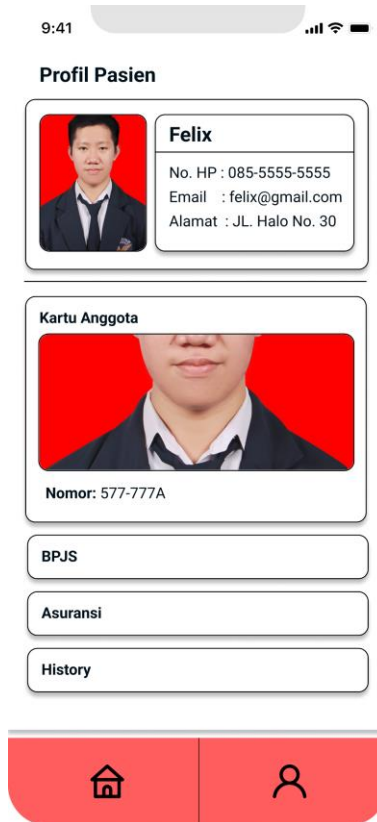 9:41
Profil Pasien
Felix
No. HP : 085-5555-5555
Email : felix@gmail.com
Alamat : JL. Halo No. 30
Kartu Anggota
Nomor: 577-777A
BPJS
Asuransi
History